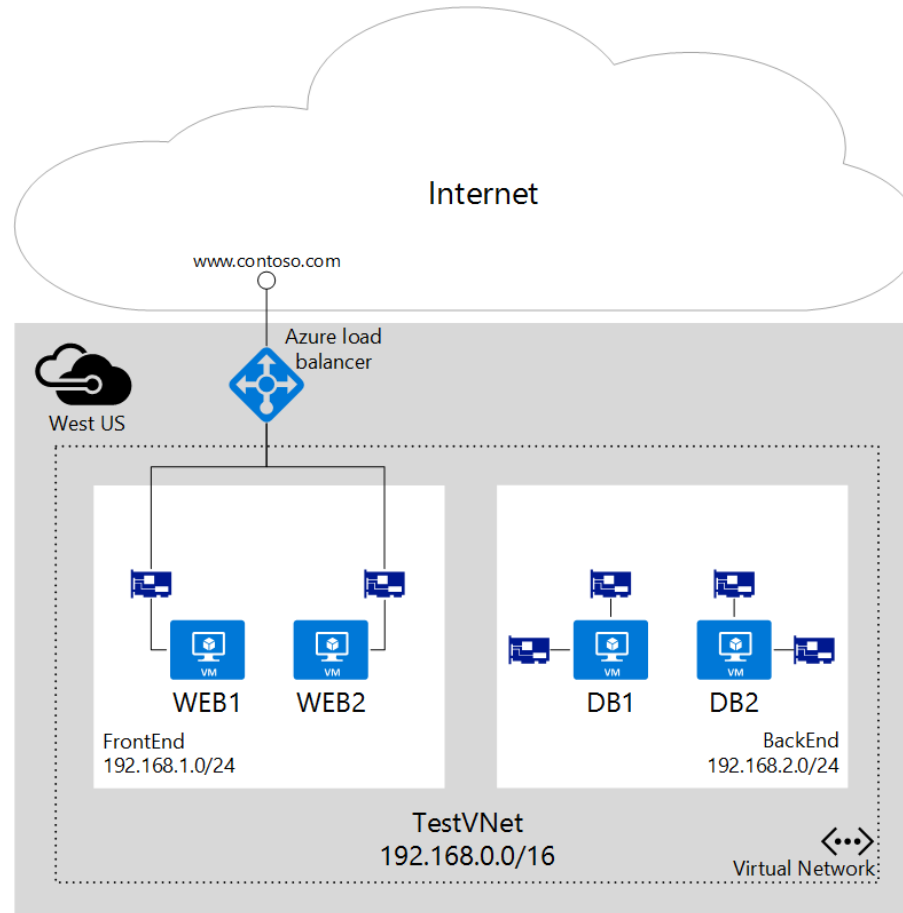 Internet
www.contoso.com
Azure load
balancer
West US
VM
VM
VM
VM
WEB1
WEB2
DB1
DB2
FrontEnd
192.168.1.0/24
BackEnd
192.168.2.0/24
TestVNet
192.168.0.0/16
Virtual Network